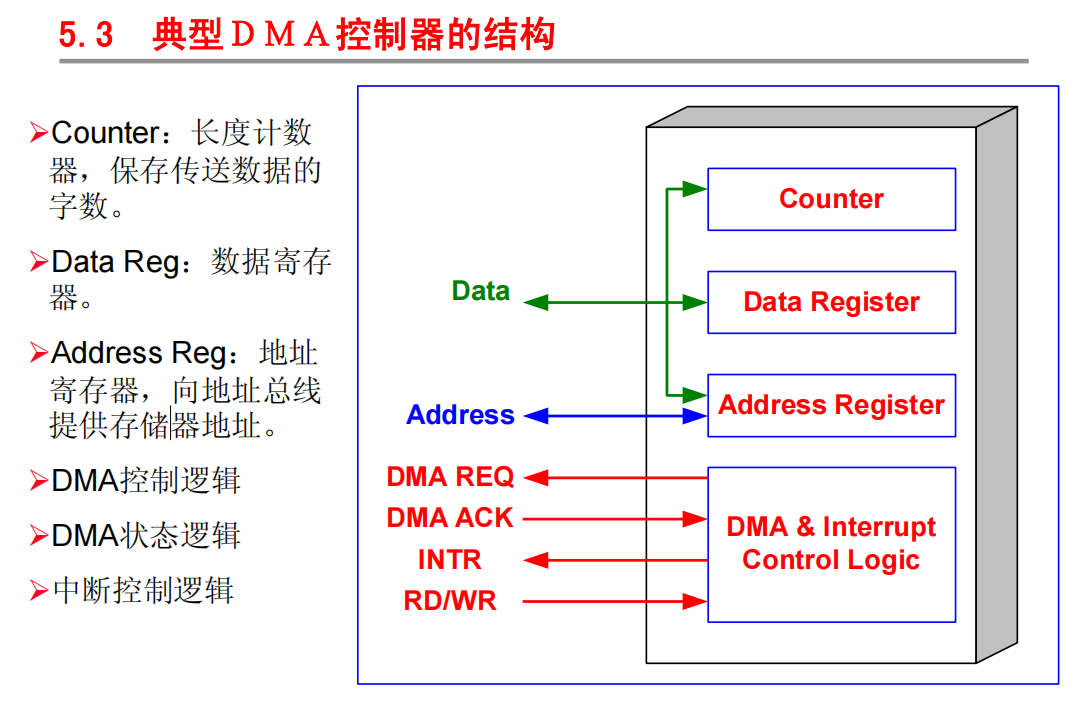 5.3 典型ＤＭＡ控制器的结构
➢Counter：长度计数
器，保存传送数据的
字数。
➢Data Reg：数据寄存
器。
➢Address Reg：地址
寄存器，向地址总线
提供存储器地址。
➢DMA控制逻辑
➢DMA状态逻辑
➢中断控制逻辑
Counter
Data
Data Register
Address
Address Register
DMA REQ
DMA ACK
INTR
RD/WR
DMA & Interrupt
Control Logic